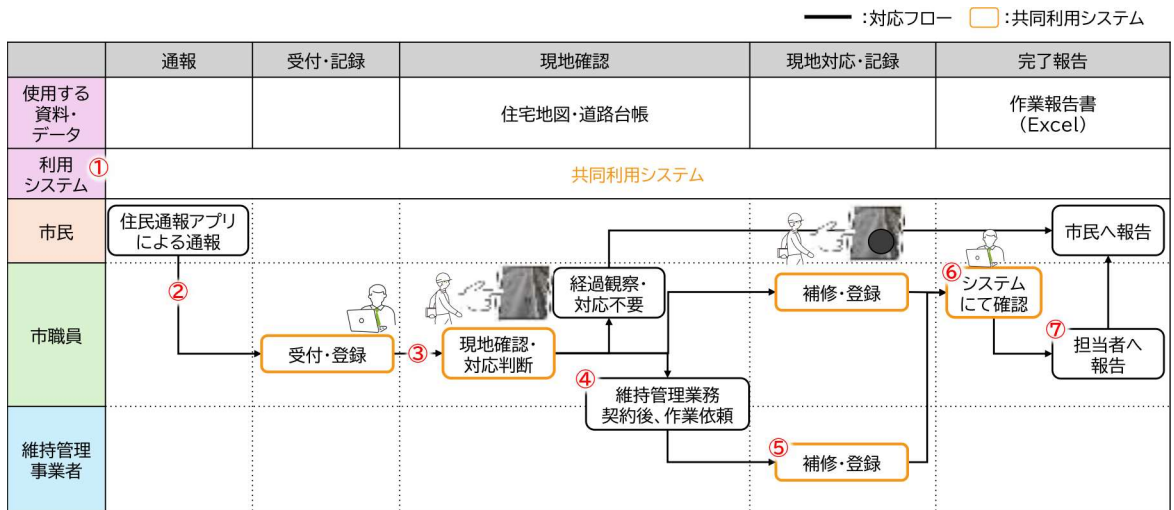 :対応フロー
:共同利用システム
通報
受付・記録
現地確認
現地対応・記録
完了報告
使用する
資料・
データ
住宅地図・道路台帳
作業報告書
(Excel)
利用
システム
①
共同利用システム
市民
住民通報アプリ
による通報
市民へ報告
市職員
②
受付・登録
③
現地確認・
対応判断
経過観察・
対応不要
④
維持管理業務
契約後、作業依頼
補修・登録
⑥
システム
にて確認
⑦
担当者へ
報告
維持管理
事業者
⑤
補修・登録